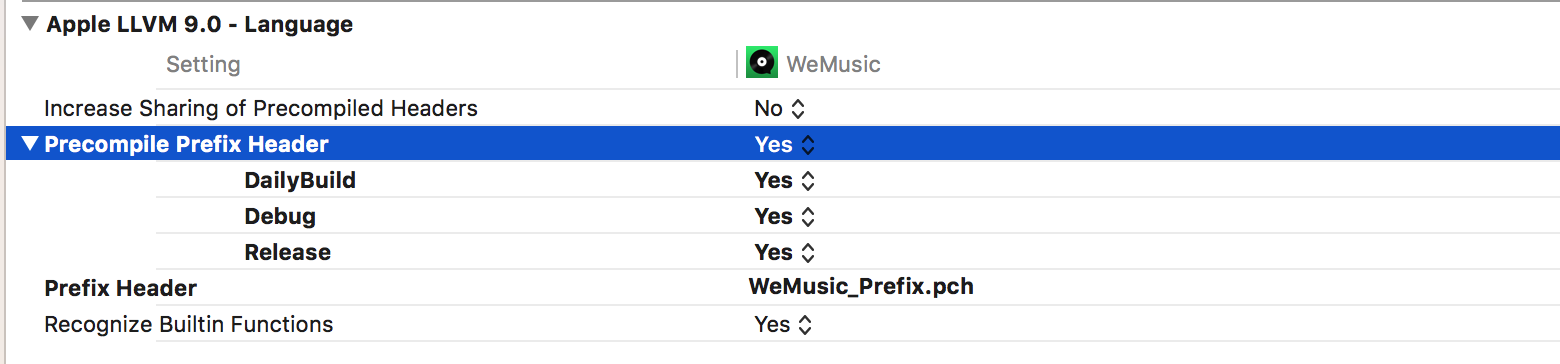 Apple LLVM 9.0 - Language
Setting WeMusic
Increase Sharing of Precompiled Headers No
Precompile Prefix Header Yes
DailyBuild Yes
Debug Yes
Release Yes
Prefix Header WeMusic_Prefix.pch
Recognize Builtin Functions Yes